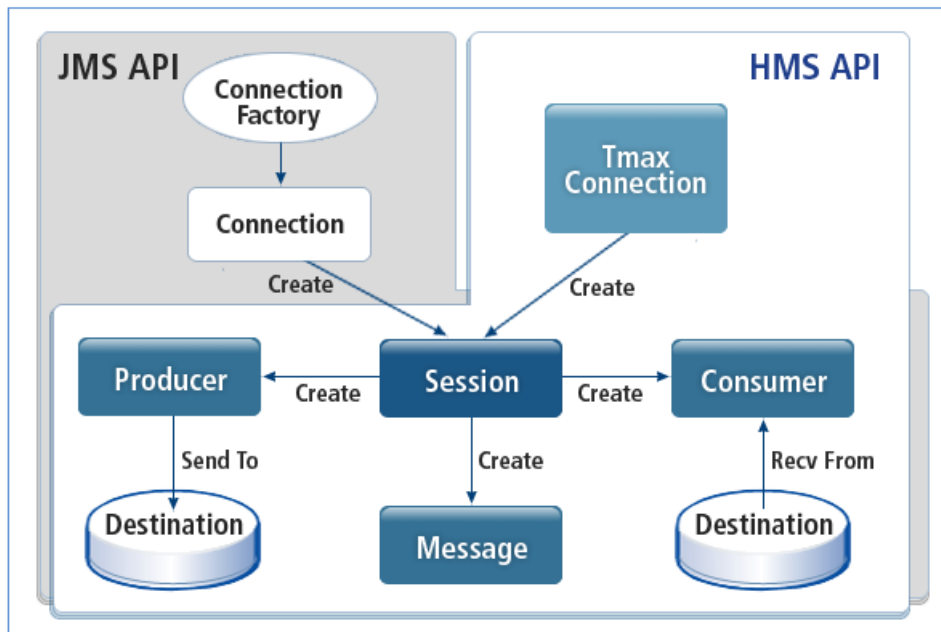 JMS API
HMS API
Connection
Factory
Tmax
Connection
Connection
Create
Create
Producer
Create
Session
Create
Consumer
Send To
Create
Recv From
Destination
Message
Destination